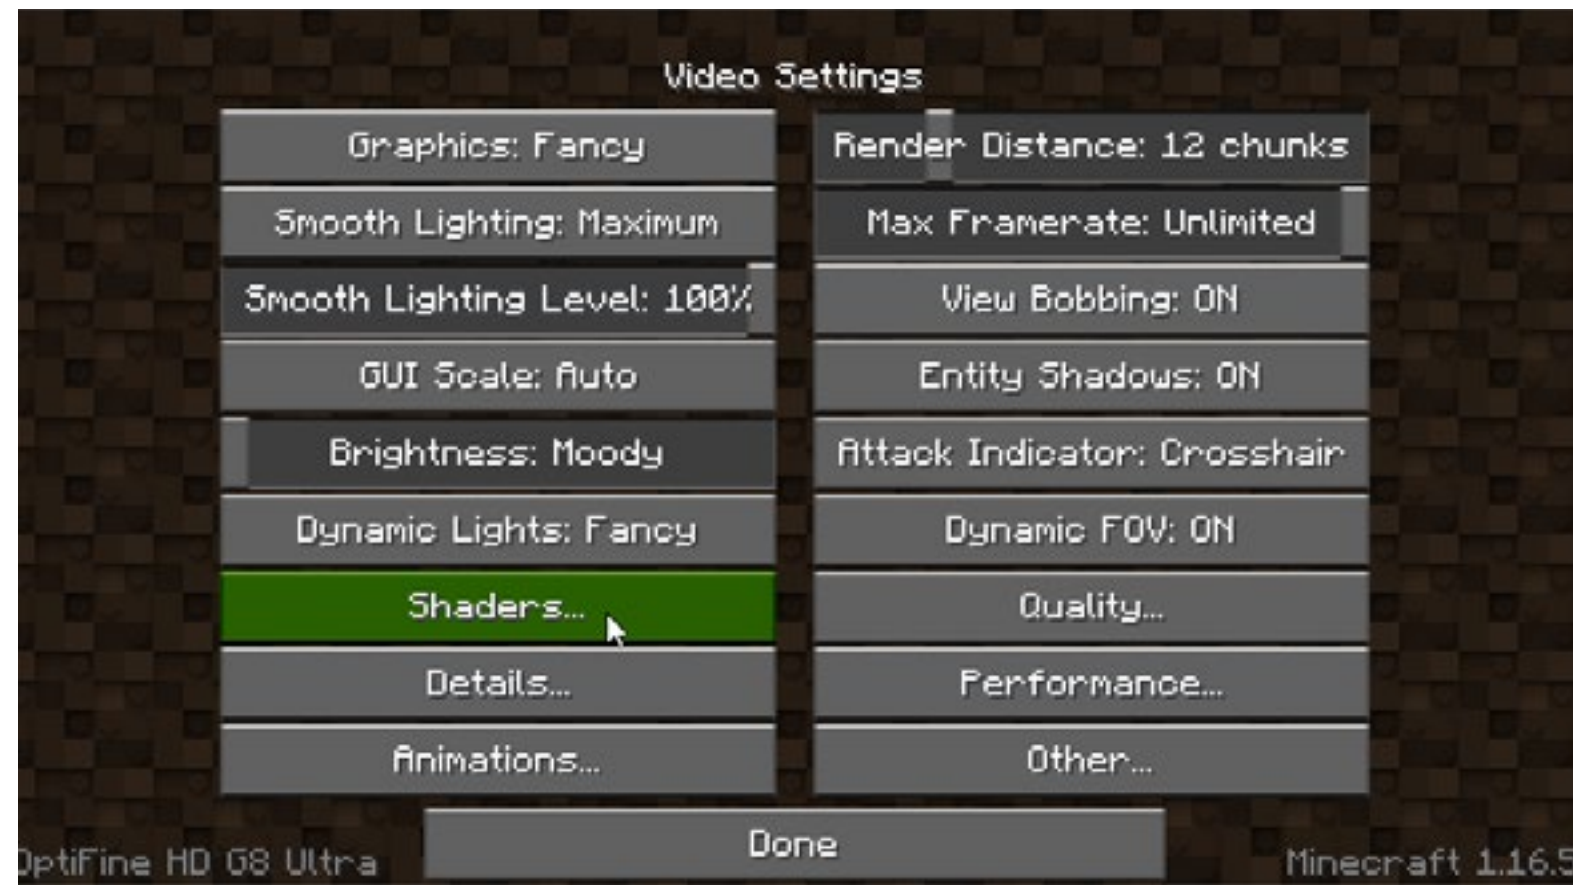 Video Settings
Graphics: Fancy
Render Distance: 12 chunks
Smooth Lighting: Maximum
Max Framerate: Unlimited
Smooth Lighting Level: 100%
View Bobbing: ON
GUI Scale: Auto
Entity Shadows: ON
Brightness: Moody
Attack Indicator: Crosshair
Dynamic Lights: Fancy
Dynamic FOV: ON
Shaders...
Quality...
Details...
Performance...
Animations...
Other...
Done
OptiFine HD G8 Ultra
Minecraft 1.16.5